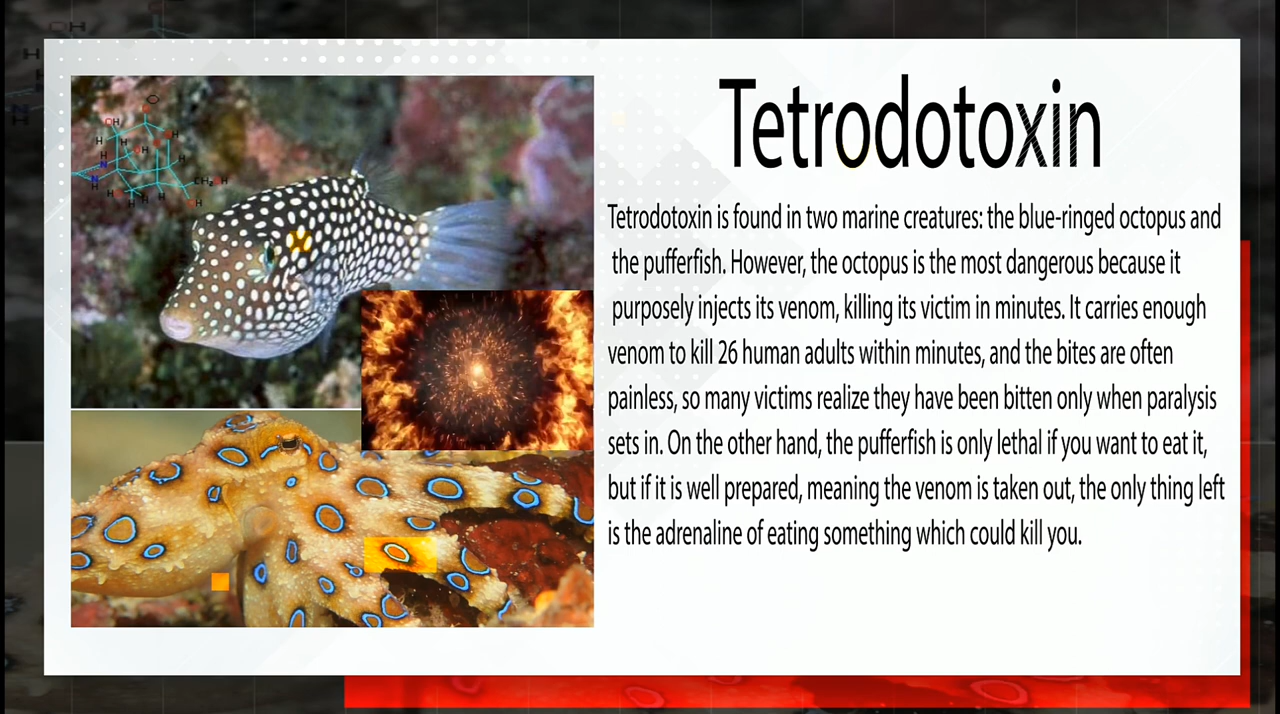 Tetrodotoxin
Tetrodotoxin is found in two marine creatures: the blue-ringed octopus and
the pufferfish. However, the octopus is the most dangerous because it
purposely injects its venom, killing its victim in minutes. It carries enough
venom to kill 26 human adults within minutes, and the bites are often
painless, so many victims realize they have been bitten only when paralysis
sets in. On the other hand, the pufferfish is only lethal if you want to eat it,
but if it is well prepared, meaning the venom is taken out, the only thing left
is the adrenaline of eating something which could kill you.